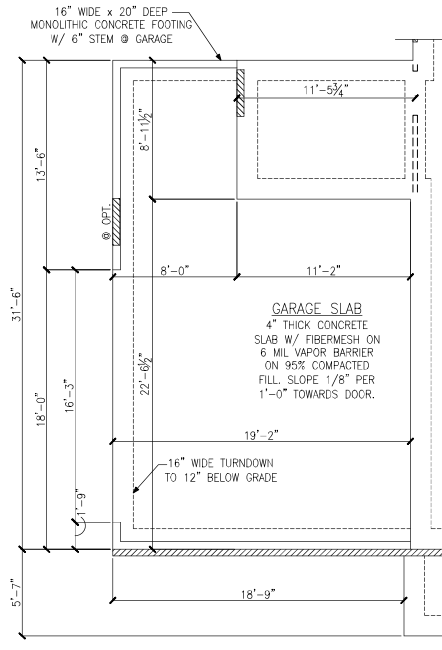 16" WIDE x 20" DEEP
MONOLITHIC CONCRETE FOOTING
W/ 6" STEM @ GARAGE
11'-5¾"
8'-11½"
13'-6"
@ OPT.
8'-0"
11'-2"
31'-6"
GARAGE SLAB
4" THICK CONCRETE
SLAB W/ FIBERMESH ON
6 MIL VAPOR BARRIER
ON 95% COMPACTED
FILL. SLOPE 1/8" PER
1'-0" TOWARDS DOOR.
22'-6½"
16'-3"
18'-0"
19'-2"
16" WIDE TURNDOWN
TO 12" BELOW GRADE
1'-9"
5'-7"
18'-9"